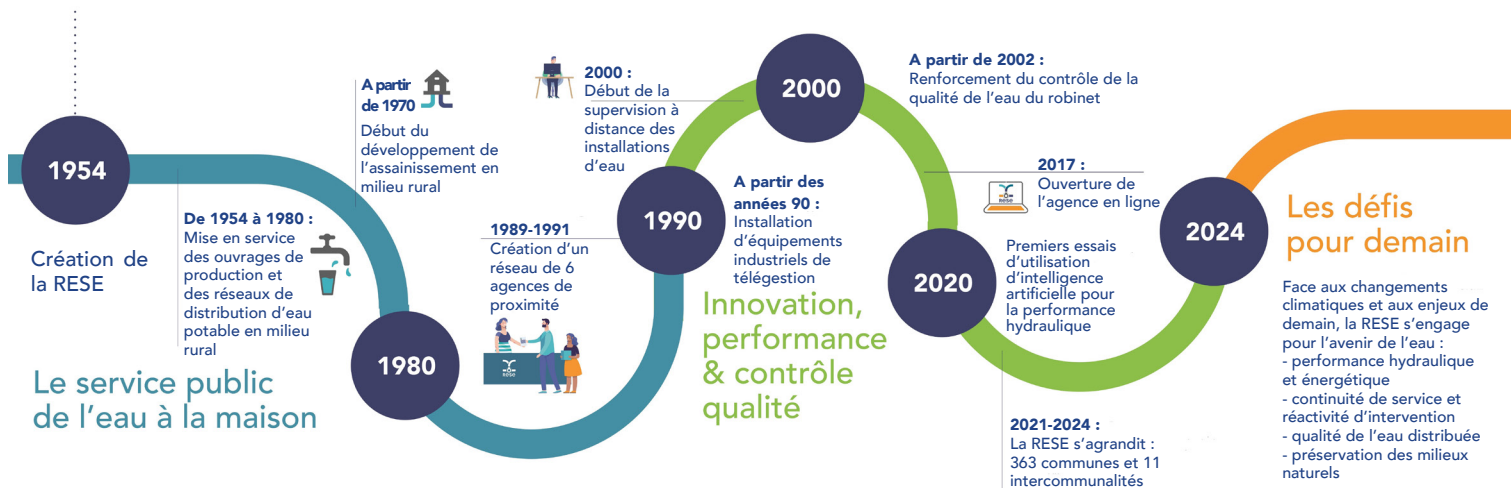 1954
Création de
la RESE
De 1954 à 1980 :
Mise en service
des ouvrages de
production et
des réseaux de
distribution d'eau
potable en milieu
rural
Le service public
de l'eau à la maison
A partir
de 1970
Début du
développement de
l'assainissement en
milieu rural
1980
1989-1991
Création d'un
réseau de 6
agences de
proximité
RESE
1990
2000 :
Début de la
supervision à
distance des
installations
d'eau
A partir des
années 90 :
Installation
d'équipements
industriels de
télégestion
Innovation,
performance
& contrôle
qualité
2000
A partir de 2002 :
Renforcement du contrôle de la
qualité de l'eau du robinet
2017 :
Ouverture de
l'agence en ligne
RESE
2020
Premiers essais
d'utilisation
d'intelligence
artificielle pour
la performance
hydraulique
2021-2024 :
La RESE s'agrandit :
363 communes et 11
intercommunalités
2024
Les défis
pour demain
Face aux changements
climatiques et aux enjeux de
demain, la RESE s'engage
pour l'avenir de l'eau :
- performance hydraulique
et énergétique
- continuité de service et
réactivité d'intervention
- qualité de l'eau distribuée
- préservation des milieux
naturels